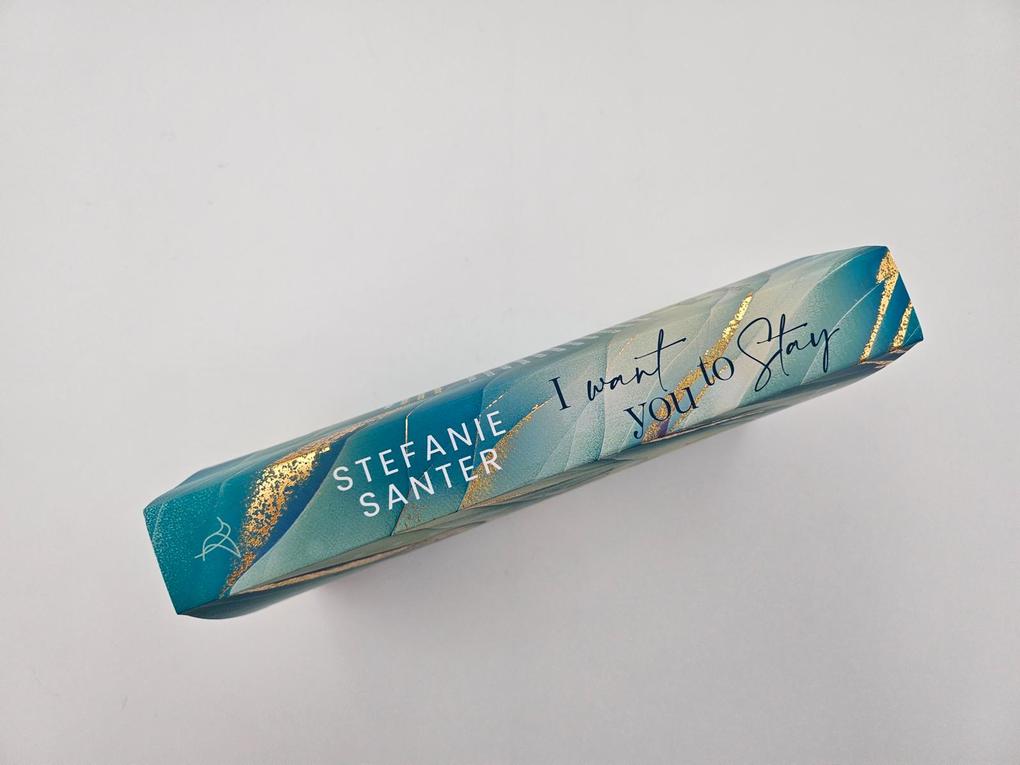 STEFANIE
SANTER
I want
you to Stay